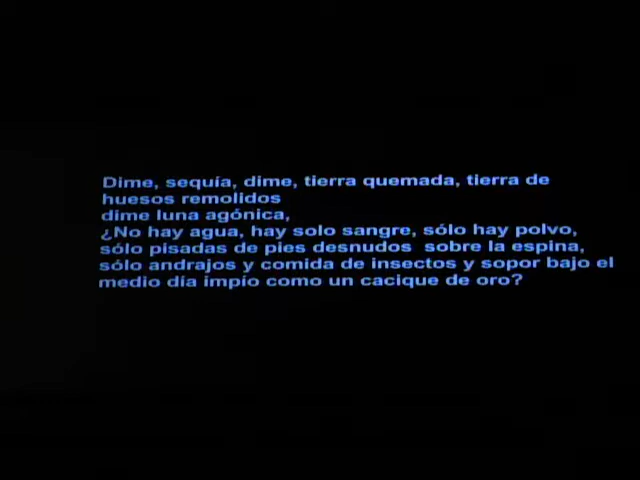 Dime, sequía, dime, tierra quemada, tierra de
huesos remolidos
dime luna agónica,
¿No hay agua, hay solo sangre, sólo hay polvo,
sólo pisadas de pies desnudos sobre la espina,
sólo andrajos y comida de insectos y sopor bajo el
medio día impío como un cacique de oro?